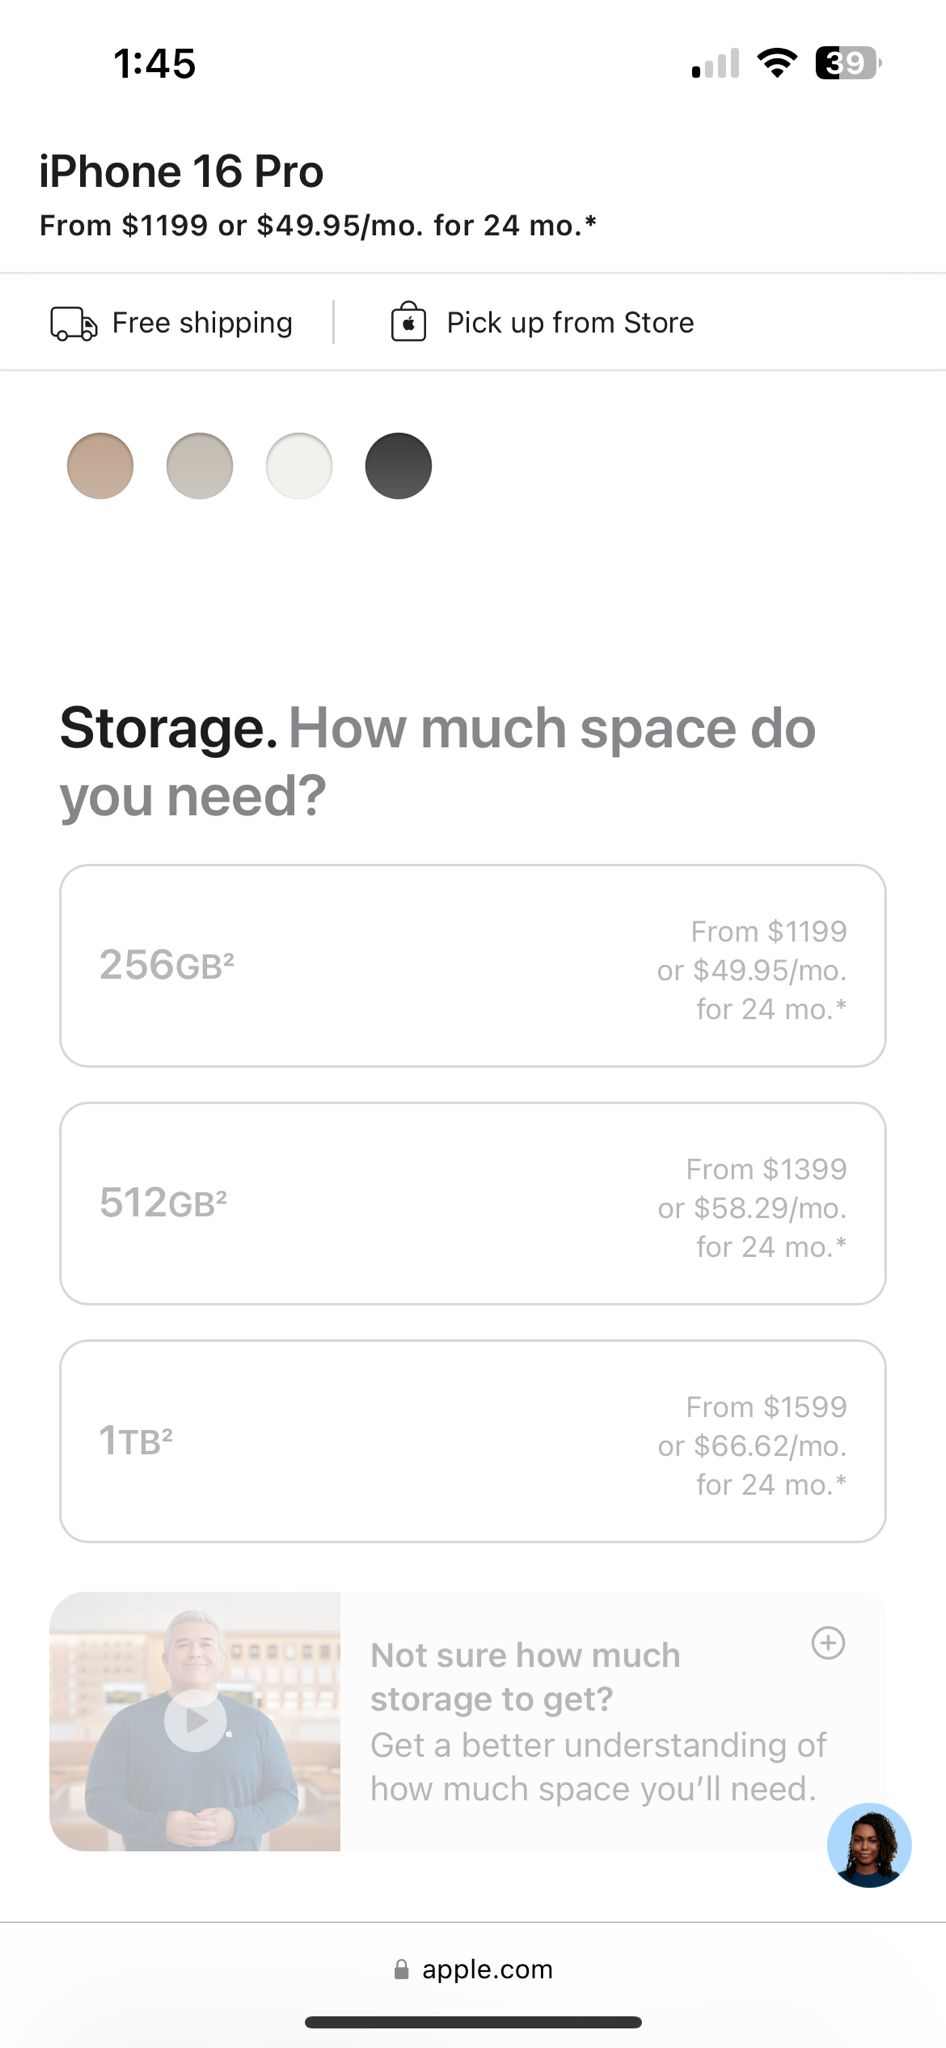 1:45
39
iPhone 16 Pro
From $1199 or $49.95/mo. for 24 mo.*
Free shipping
Pick up from Store
Storage. How much space do
you need?
256GB²
From $1199
or $49.95/mo.
for 24 mo.*
512GB²
From $1399
or $58.29/mo.
for 24 mo.*
1TB²
From $1599
or $66.62/mo.
for 24 mo.*
Not sure how much
storage to get?
Get a better understanding of
how much space you’ll need.
apple.com